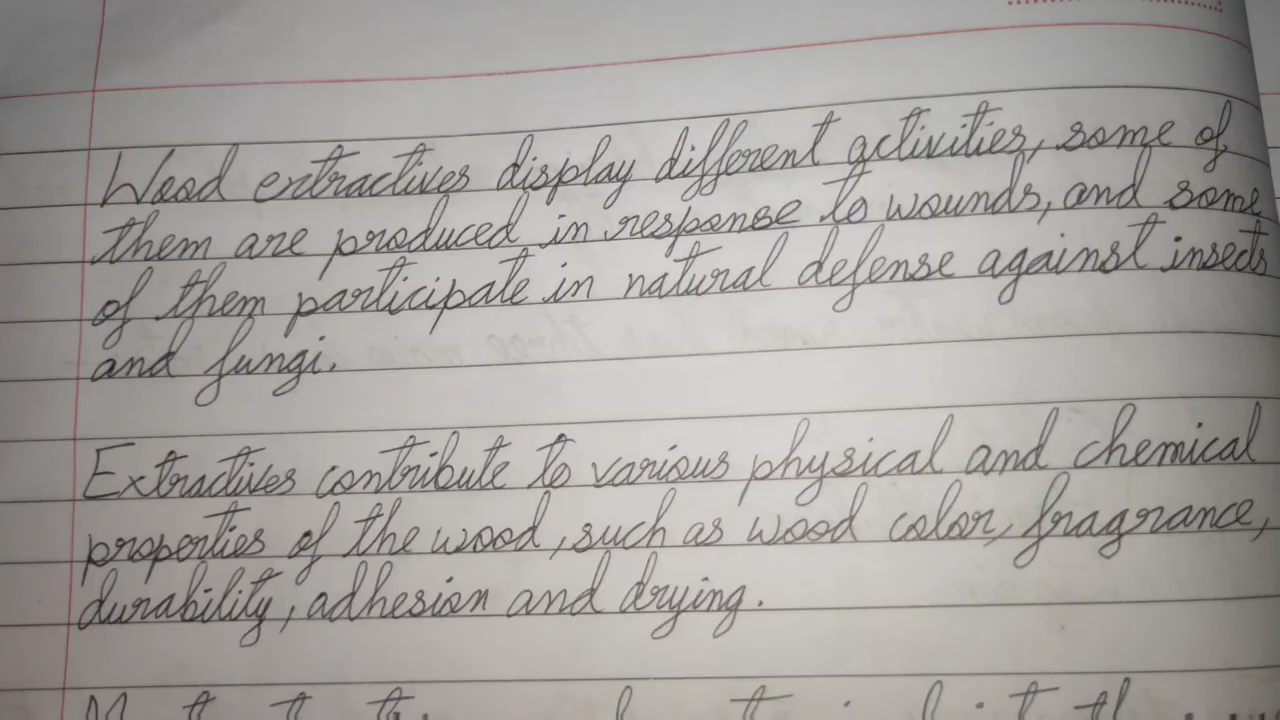 Wood extractives display different activities, some of
them are produced in response to wounds, and some
of them participate in natural defense against insects
and fungi.
Extractives contribute to various physical and chemical
properties of the wood, such as wood color, fragrance,
durability, adhesion and drying.